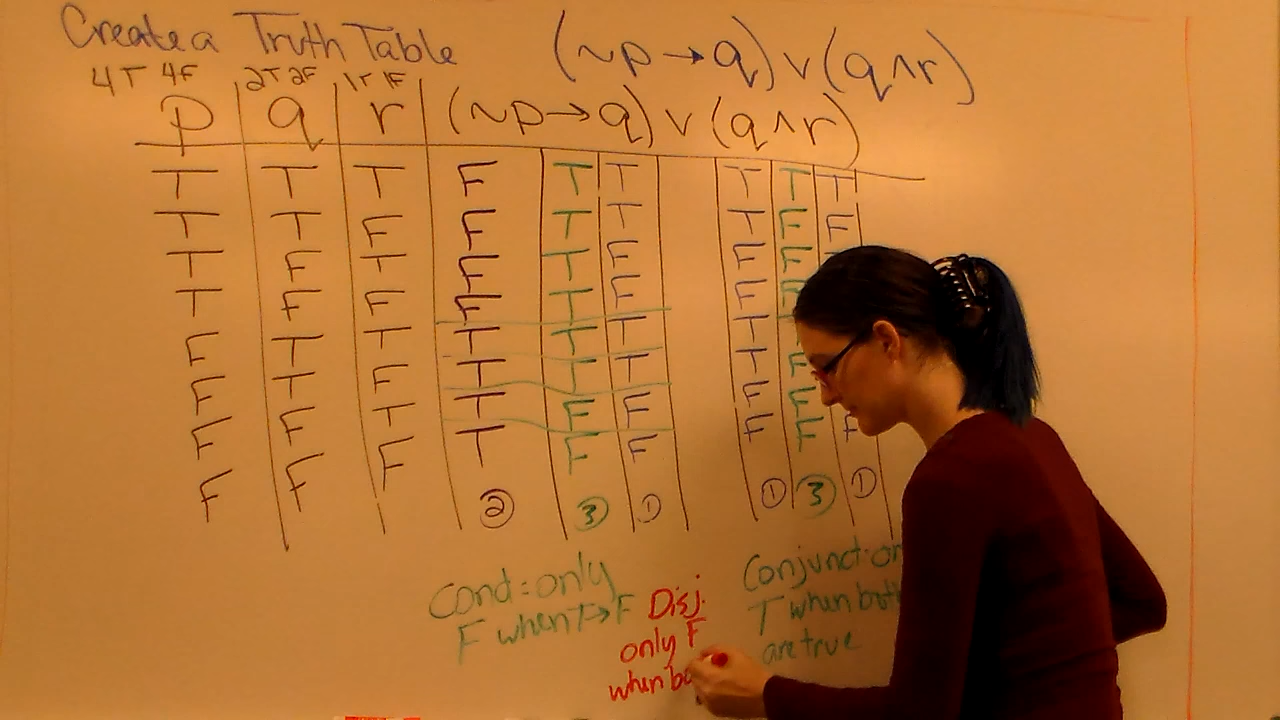 Create a Truth Table (~p→q)∨(q∧r)
4T 4F 2T 2F 1T 1F
p q r (~p→q) ∨ (q∧r)
T T T F T T T T T
T T F F T T T F F
T F T F T F F F
T F F F T F F F
F T T T T T T
F T F T T T T F
F F T T F F F F
F F F T F F F F F
② ③ ① ① ③ ①
Cond=only
F when T→F
Disj.
only F
when bo
Conjunction
T when both
are true